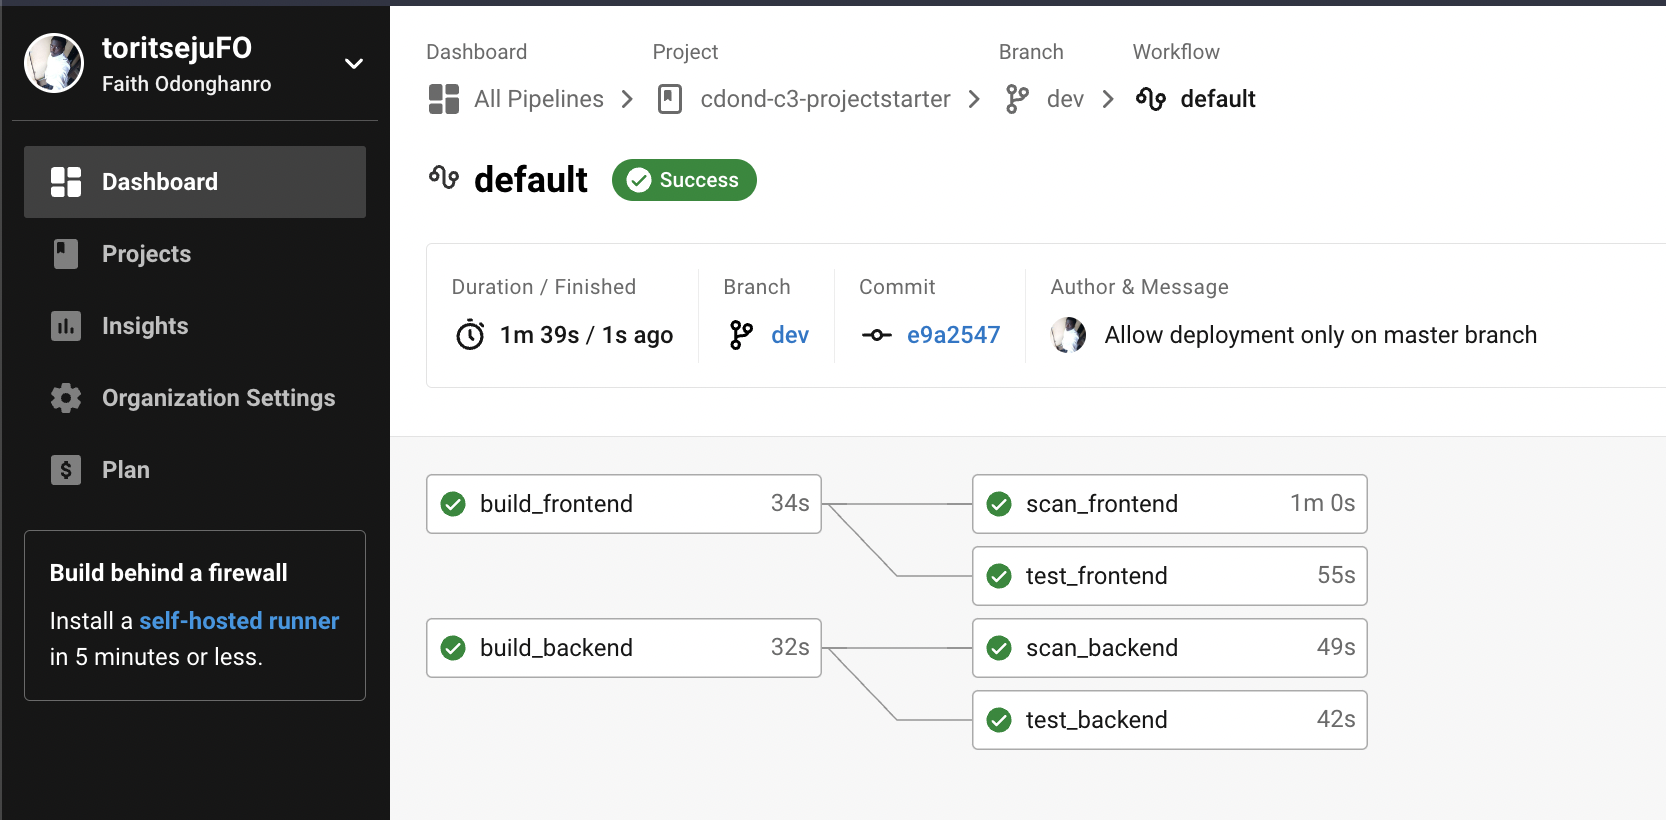 toritsejuFO
Faith Odonghanro
Dashboard
Projects
Insights
Organization Settings
Plan
Build behind a firewall
Install a self-hosted runner
in 5 minutes or less.
Dashboard Project Branch Workflow
All Pipelines cdond-c3-projectstarter dev default
default Success
Duration / Finished Branch Commit Author & Message
1m 39s / 1s ago dev e9a2547 Allow deployment only on master branch
build_frontend 34s scan_frontend 1m 0s
test_frontend 55s
build_backend 32s scan_backend 49s
test_backend 42s